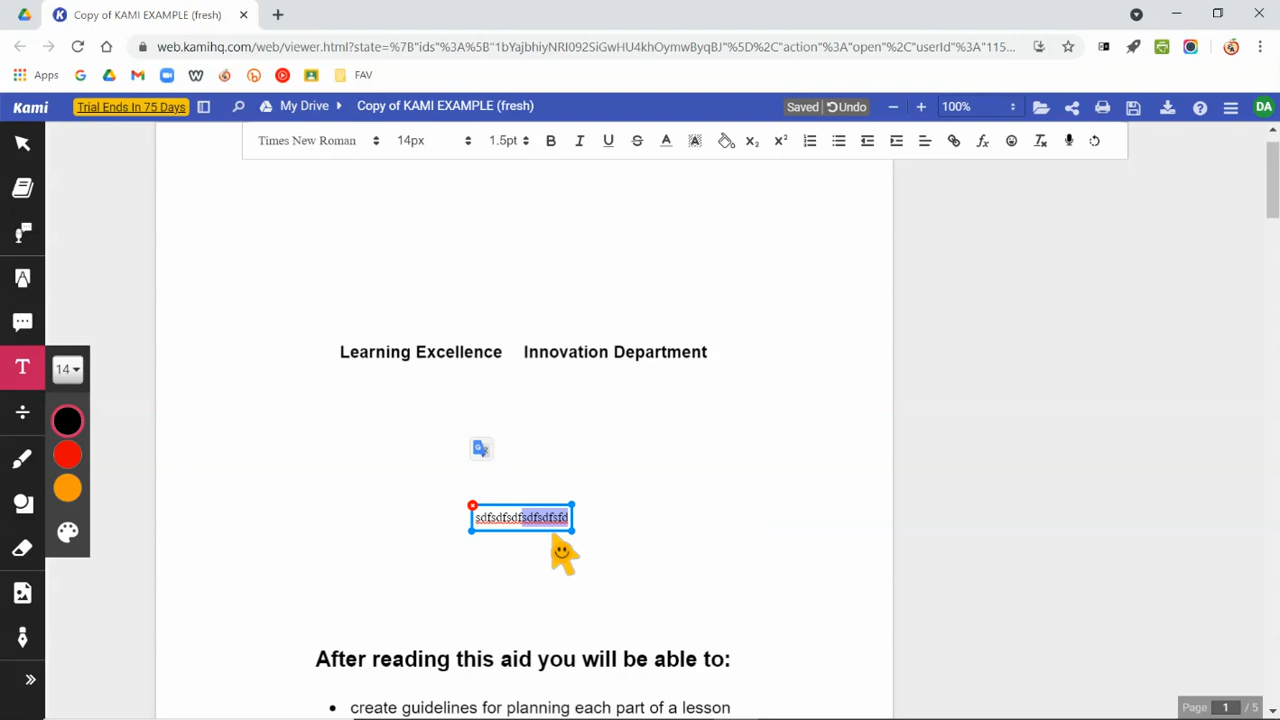 Copy of KAMI EXAMPLE (fresh)
web.kamihq.com/web/viewer.html?state=%7B"ids"%3A%5B"1bYajbhiyNRI092SiGwHU4khOymwByqBJ"%5D%2C"action"%3A"open"%2C"userId"%3A"115...
Apps
FAV
Kami
Trial Ends In 75 Days
My Drive
Copy of KAMI EXAMPLE (fresh)
Saved
Undo
100%
DA
Times New Roman
14px
1.5pt
B I U S A A X₂ X² fx Tx
Learning Excellence Innovation Department
T
14
sdfsdfsdfsdfsdfsfd
After reading this aid you will be able to:
• create guidelines for planning each part of a lesson
Page 1 / 5